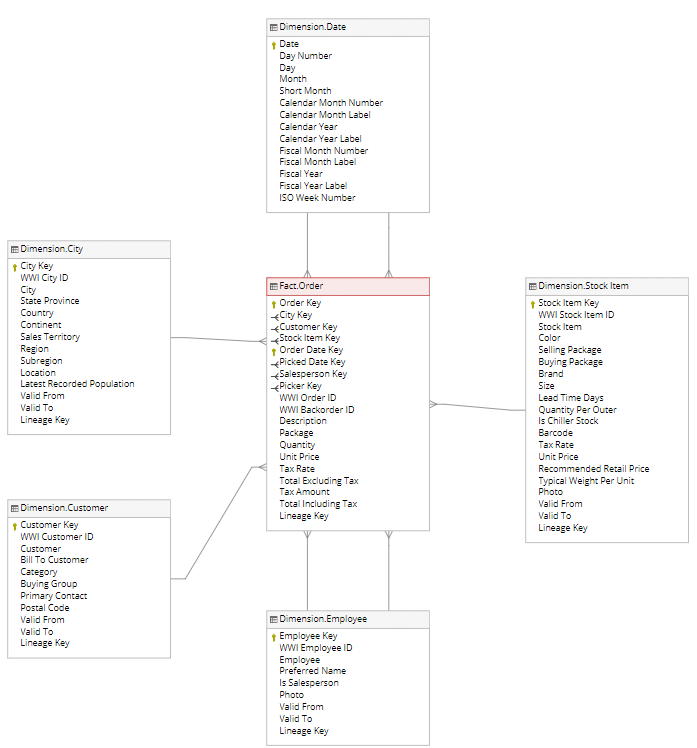 Dimension.Date
Date
Day Number
Day
Month
Short Month
Calendar Month Number
Calendar Month Label
Calendar Year
Calendar Year Label
Fiscal Month Number
Fiscal Month Label
Fiscal Year
Fiscal Year Label
ISO Week Number
Dimension.City
City Key
WWI City ID
City
State Province
Country
Continent
Sales Territory
Region
Subregion
Location
Latest Recorded Population
Valid From
Valid To
Lineage Key
Fact.Order
Order Key
City Key
Customer Key
Stock Item Key
Order Date Key
Picked Date Key
Salesperson Key
Picker Key
WWI Order ID
WWI Backorder ID
Description
Package
Quantity
Unit Price
Tax Rate
Total Excluding Tax
Tax Amount
Total Including Tax
Lineage Key
Dimension.Stock Item
Stock Item Key
WWI Stock Item ID
Stock Item
Color
Selling Package
Buying Package
Brand
Size
Lead Time Days
Quantity Per Outer
Is Chiller Stock
Barcode
Tax Rate
Unit Price
Recommended Retail Price
Typical Weight Per Unit
Photo
Valid From
Valid To
Lineage Key
Dimension.Customer
Customer Key
WWI Customer ID
Customer
Bill To Customer
Category
Buying Group
Primary Contact
Postal Code
Valid From
Valid To
Lineage Key
Dimension.Employee
Employee Key
WWI Employee ID
Employee
Preferred Name
Is Salesperson
Photo
Valid From
Valid To
Lineage Key